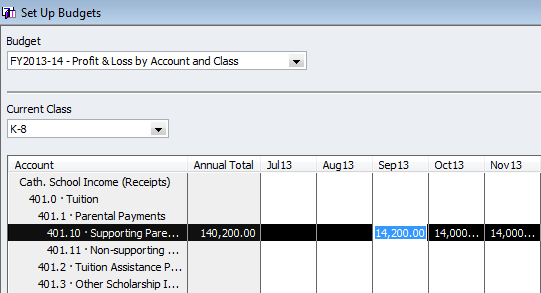 Set Up Budgets
Budget
FY2013-14 - Profit & Loss by Account and Class
Current Class
K-8
Account Annual Total Jul13 Aug13 Sep13 Oct13 Nov13
Cath. School Income (Receipts)
401.0 · Tuition
401.1 · Parental Payments
401.10 · Supporting Pare... 140,200.00 14,200.00 14,000... 14,000...
401.11 · Non-supporting ...
401.2 · Tuition Assistance P...
401.3 · Other Scholarship I...